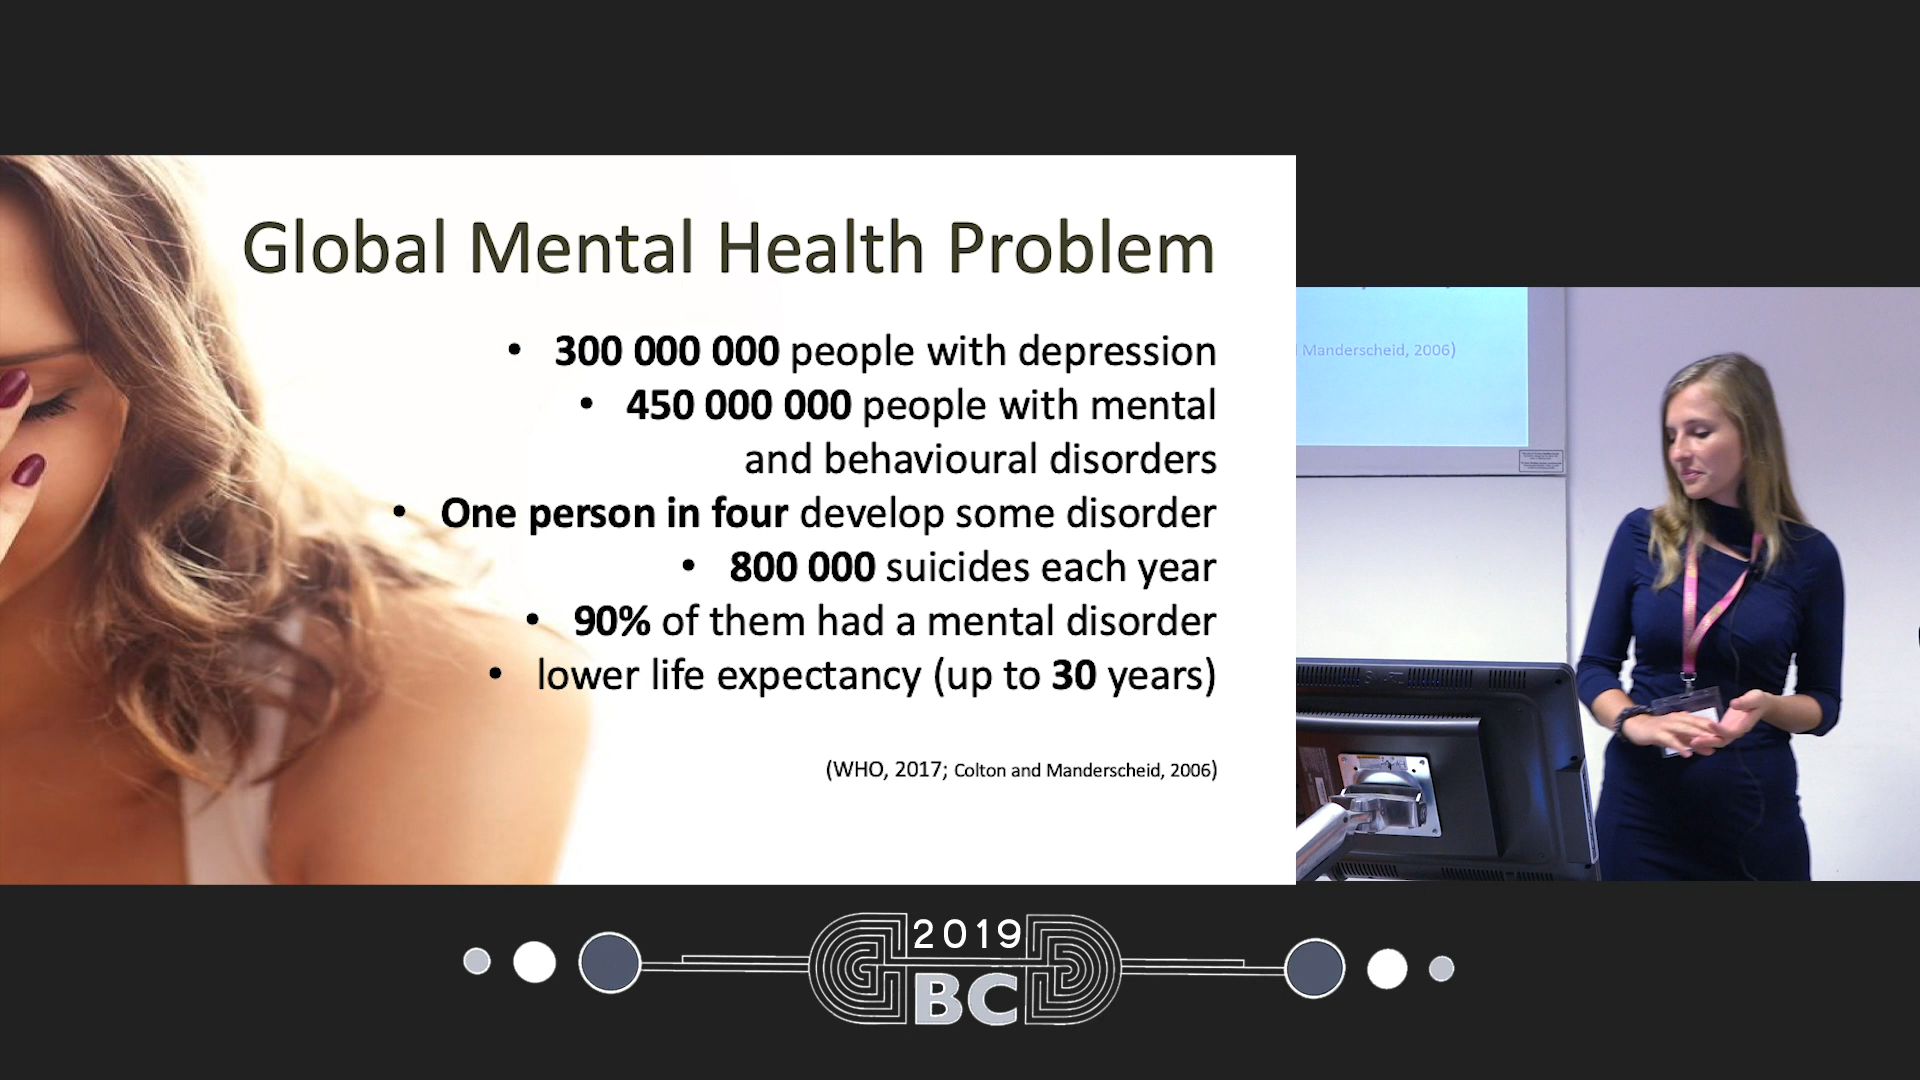 Global Mental Health Problem
• 300 000 000 people with depression
• 450 000 000 people with mental
and behavioural disorders
• One person in four develop some disorder
• 800 000 suicides each year
• 90% of them had a mental disorder
• lower life expectancy (up to 30 years)
(WHO, 2017; Colton and Manderscheid, 2006)
Manderscheid, 2006)
2019
BC